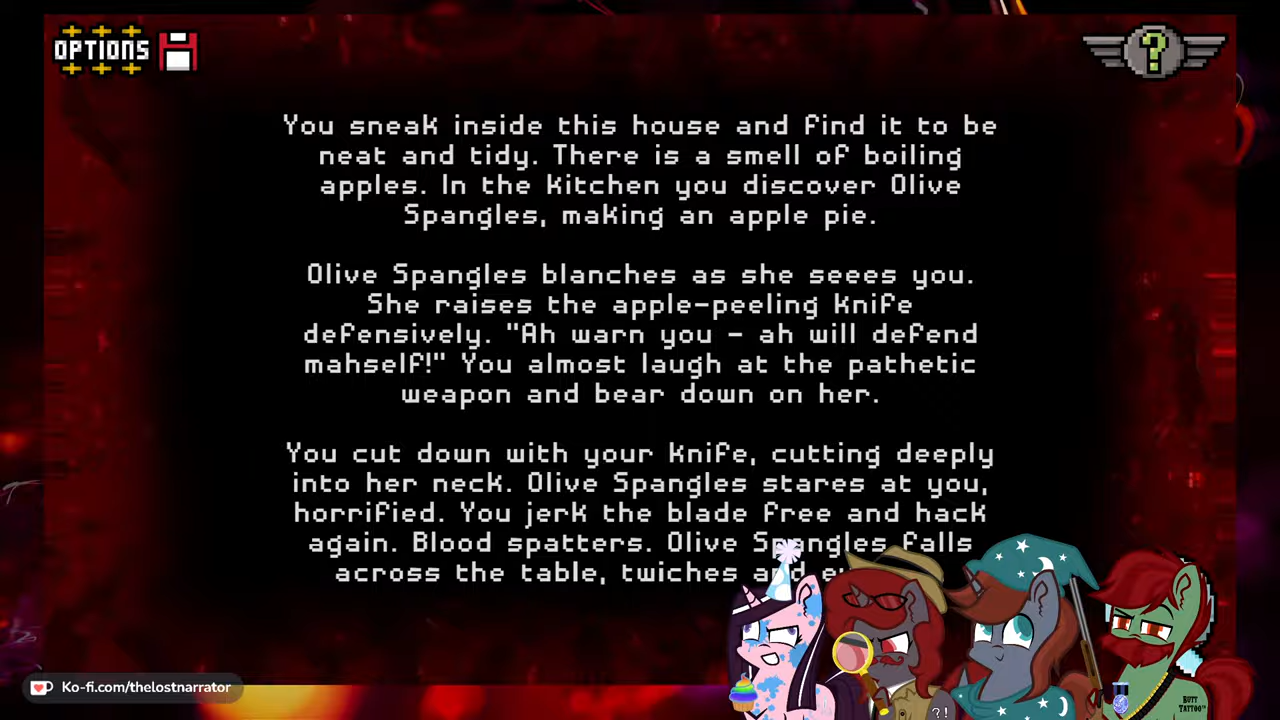 OPTIONS
?
You sneak inside this house and find it to be
neat and tidy. There is a smell of boiling
apples. In the kitchen you discover Olive
Spangles, making an apple pie.
Olive Spangles blanches as she seees you.
She raises the apple-peeling knife
defensively. "Ah warn you - ah will defend
mahself!" You almost laugh at the pathetic
weapon and bear down on her.
You cut down with your knife, cutting deeply
into her neck. Olive Spangles stares at you,
horrified. You jerk the blade free and hack
again. Blood spatters. Olive Spangles falls
across the table, twiches and
Ko-fi.com/thelostnarrator
?!
BUTT
TATTOO™